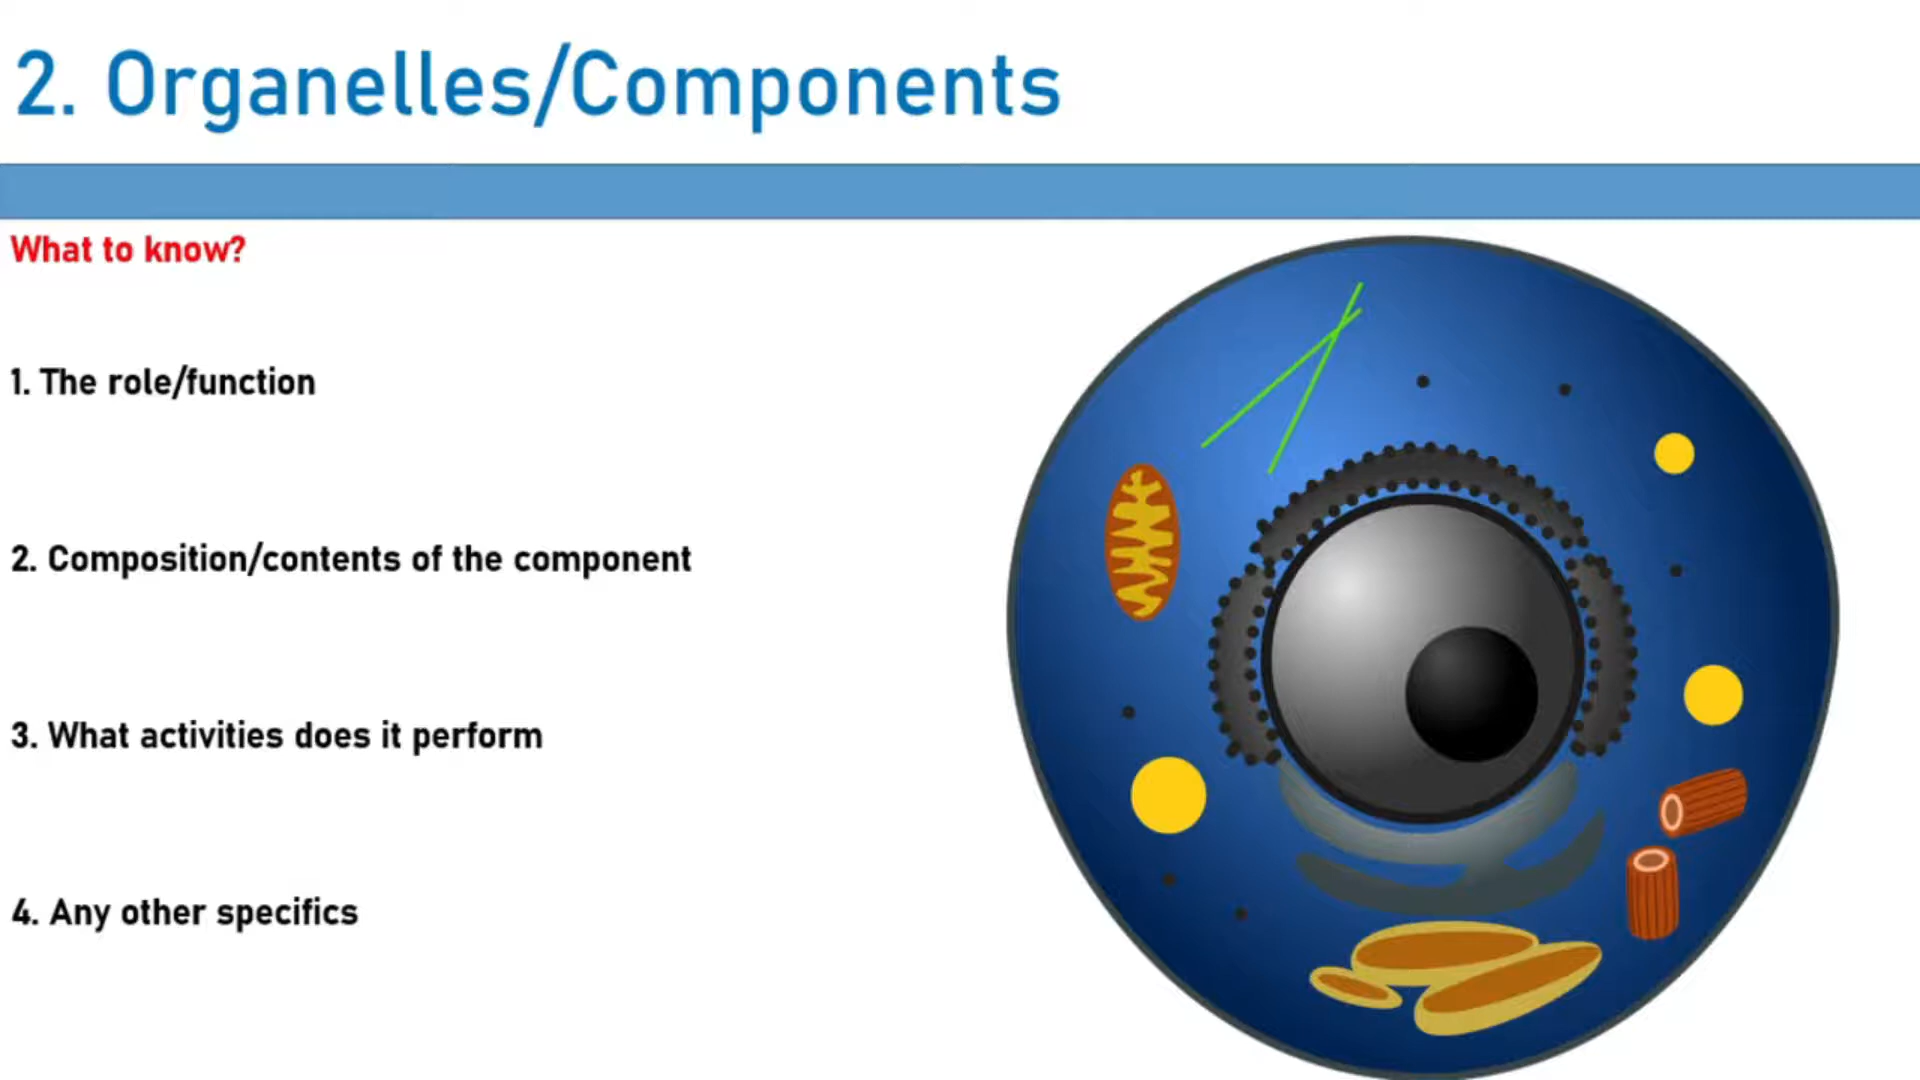 2. Organelles/Components
What to know?
1. The role/function
2. Composition/contents of the component
3. What activities does it perform
4. Any other specifics